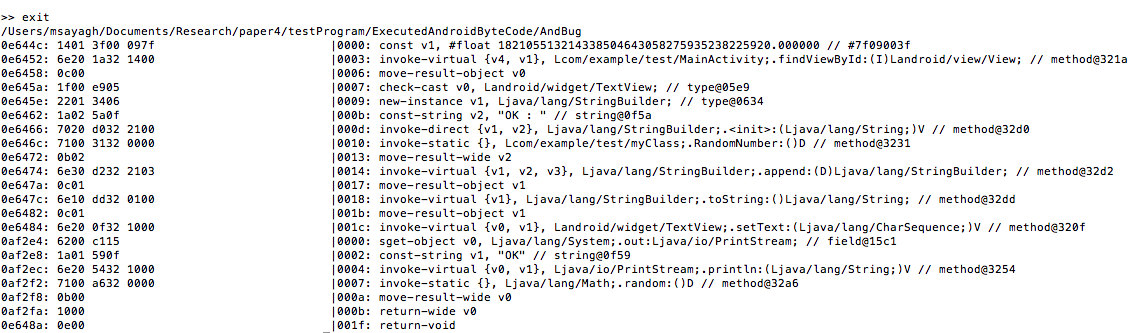 >> exit
/Users/msayagh/Documents/Research/paper4/testProgram/ExecutedAndroidByteCode/AndBug
0e644c: 1401 3f00 097f |0000: const v1, #float 182105513214338504643058275935238225920.000000 // #7f09003f
0e6452: 6e20 1a32 1400 |0003: invoke-virtual {v4, v1}, Lcom/example/test/MainActivity;.findViewById:(I)Landroid/view/View; // method@321a
0e6458: 0c00 |0006: move-result-object v0
0e645a: 1f00 e905 |0007: check-cast v0, Landroid/widget/TextView; // type@05e9
0e645e: 2201 3406 |0009: new-instance v1, Ljava/lang/StringBuilder; // type@0634
0e6462: 1a02 5a0f |000b: const-string v2, "OK : " // string@0f5a
0e6466: 7020 d032 2100 |000d: invoke-direct {v1, v2}, Ljava/lang/StringBuilder;.<init>:(Ljava/lang/String;)V // method@32d0
0e646c: 7100 3132 0000 |0010: invoke-static {}, Lcom/example/test/myClass;.RandomNumber:()D // method@3231
0e6472: 0b02 |0013: move-result-wide v2
0e6474: 6e30 d232 2103 |0014: invoke-virtual {v1, v2, v3}, Ljava/lang/StringBuilder;.append:(D)Ljava/lang/StringBuilder; // method@32d2
0e647a: 0c01 |0017: move-result-object v1
0e647c: 6e10 dd32 0100 |0018: invoke-virtual {v1}, Ljava/lang/StringBuilder;.toString:()Ljava/lang/String; // method@32dd
0e6482: 0c01 |001b: move-result-object v1
0e6484: 6e20 0f32 1000 |001c: invoke-virtual {v0, v1}, Landroid/widget/TextView;.setText:(Ljava/lang/CharSequence;)V // method@320f
0af2e4: 6200 c115 |0000: sget-object v0, Ljava/lang/System;.out:Ljava/io/PrintStream; // field@15c1
0af2e8: 1a01 590f |0002: const-string v1, "OK" // string@0f59
0af2ec: 6e20 5432 1000 |0004: invoke-virtual {v0, v1}, Ljava/io/PrintStream;.println:(Ljava/lang/String;)V // method@3254
0af2f2: 7100 a632 0000 |0007: invoke-static {}, Ljava/lang/Math;.random:()D // method@32a6
0af2f8: 0b00 |000a: move-result-wide v0
0af2fa: 1000 |000b: return-wide v0
0e648a: 0e00 _|001f: return-void